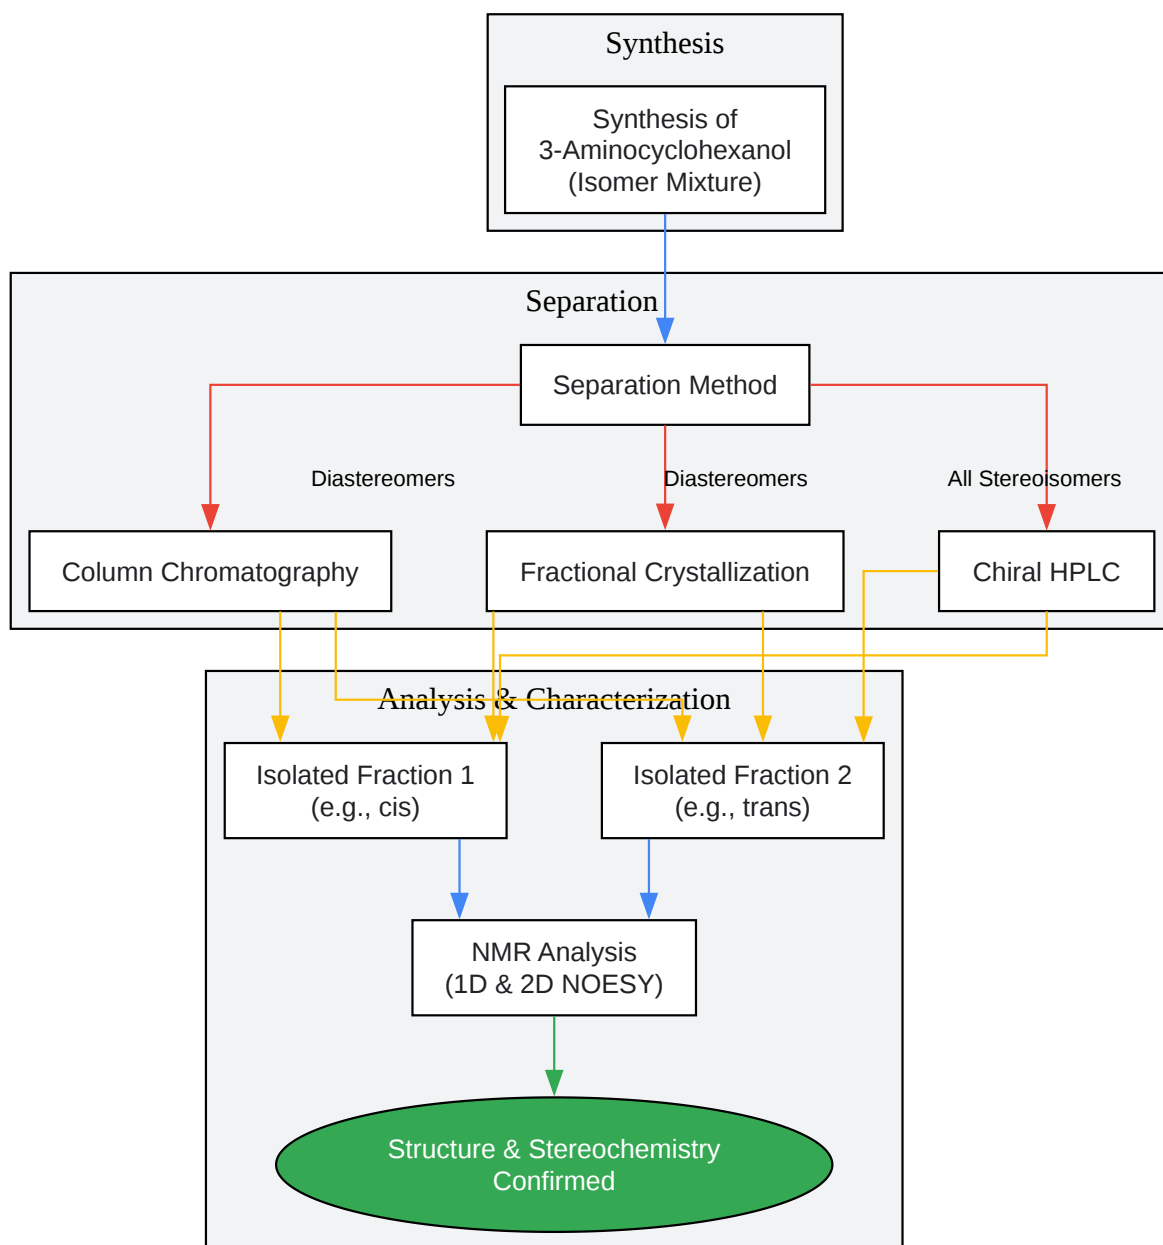 Synthesis
Synthesis of
3-Aminocyclohexanol
(Isomer Mixture)
Separation
Separation Method
Diastereomers
Diastereomers
All Stereoisomers
Column Chromatography
Fractional Crystallization
Chiral HPLC
Analysis & Characterization
Isolated Fraction 1
(e.g., cis)
Isolated Fraction 2
(e.g., trans)
NMR Analysis
(1D & 2D NOESY)
Structure & Stereochemistry
Confirmed